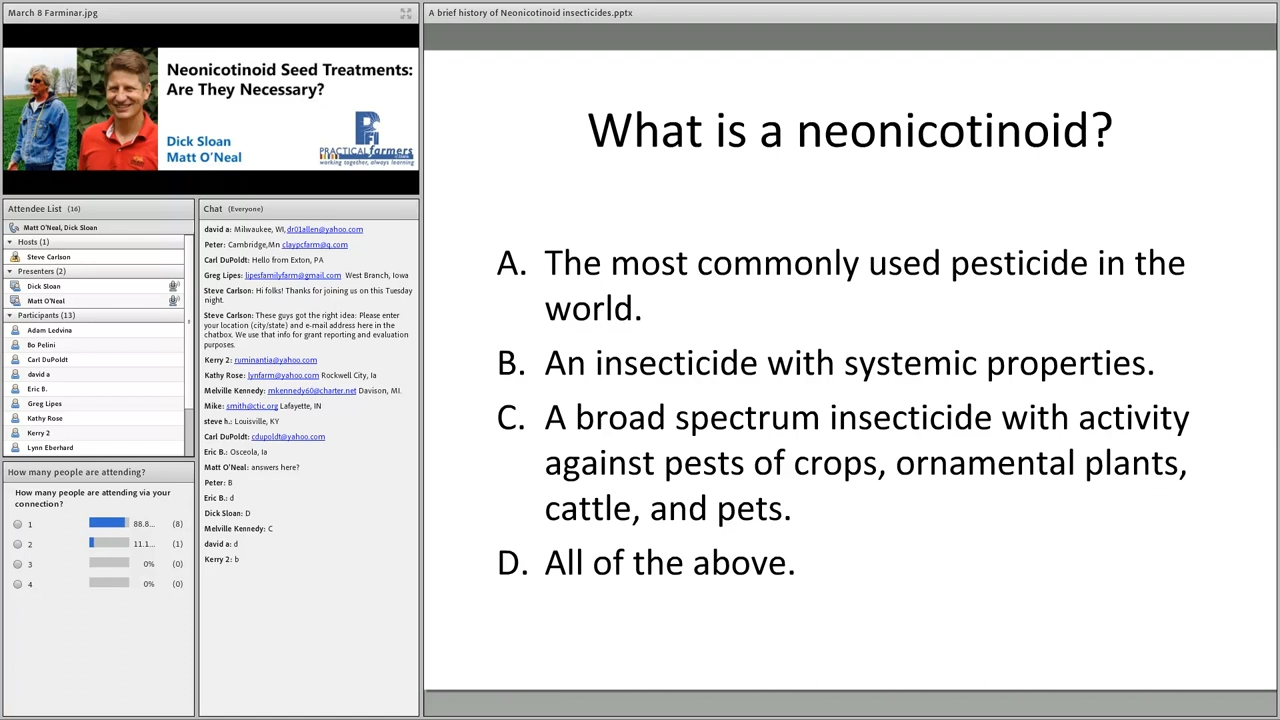 March 8 Farminar.jpg
Neonicotinoid Seed Treatments:
Are They Necessary?
Dick Sloan
Matt O'Neal
PFI
PRACTICAL farmers
working together, always learning
Attendee List (16)
Matt O'Neal, Dick Sloan
Hosts (1)
Steve Carlson
Presenters (2)
Dick Sloan
Matt O'Neal
Participants (13)
Adam Ledvina
Bo Pelini
Carl DuPoldt
david a
Eric B.
Greg Lipes
Kathy Rose
Kerry 2
Lynn Eberhard
How many people are attending?
How many people are attending via your
connection?
1 88.8... (8)
2 11.1... (1)
3 0% (0)
4 0% (0)
Chat (Everyone)
david a: Milwaukee, WI, dr01allen@yahoo.com
Peter: Cambridge,Mn claypcfarm@q.com
Carl DuPoldt: Hello from Exton, PA
Greg Lipes: lipesfamilyfarm@gmail.com West Branch, Iowa
Steve Carlson: Hi folks! Thanks for joining us on this Tuesday
night.
Steve Carlson: These guys got the right idea: Please enter
your location (city/state) and e-mail address here in the
chatbox. We use that info for grant reporting and evaluation
purposes.
Kerry 2: ruminantia@yahoo.com
Kathy Rose: lynfarm@yahoo.com Rockwell City, Ia
Melville Kennedy: mkennedy60@charter.net Davison, MI.
Mike: smith@ctic.org Lafayette, IN
steve h.: Louisville, KY
Carl DuPoldt: cdupoldt@yahoo.com
Eric B.: Osceola, Ia
Matt O'Neal: answers here?
Peter: B
Eric B.: d
Dick Sloan: D
Melville Kennedy: C
david a: d
Kerry 2: b
A brief history of Neonicotinoid insecticides.pptx
What is a neonicotinoid?
A. The most commonly used pesticide in the
world.
B. An insecticide with systemic properties.
C. A broad spectrum insecticide with activity
against pests of crops, ornamental plants,
cattle, and pets.
D. All of the above.